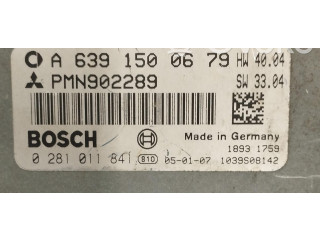 A 639 150 06 79 HW 40.04
PMN902289 SW 33.04
BOSCH
Made in Germany
1893 1759
0 281 011 841 B10 05-01-07 1039S08142